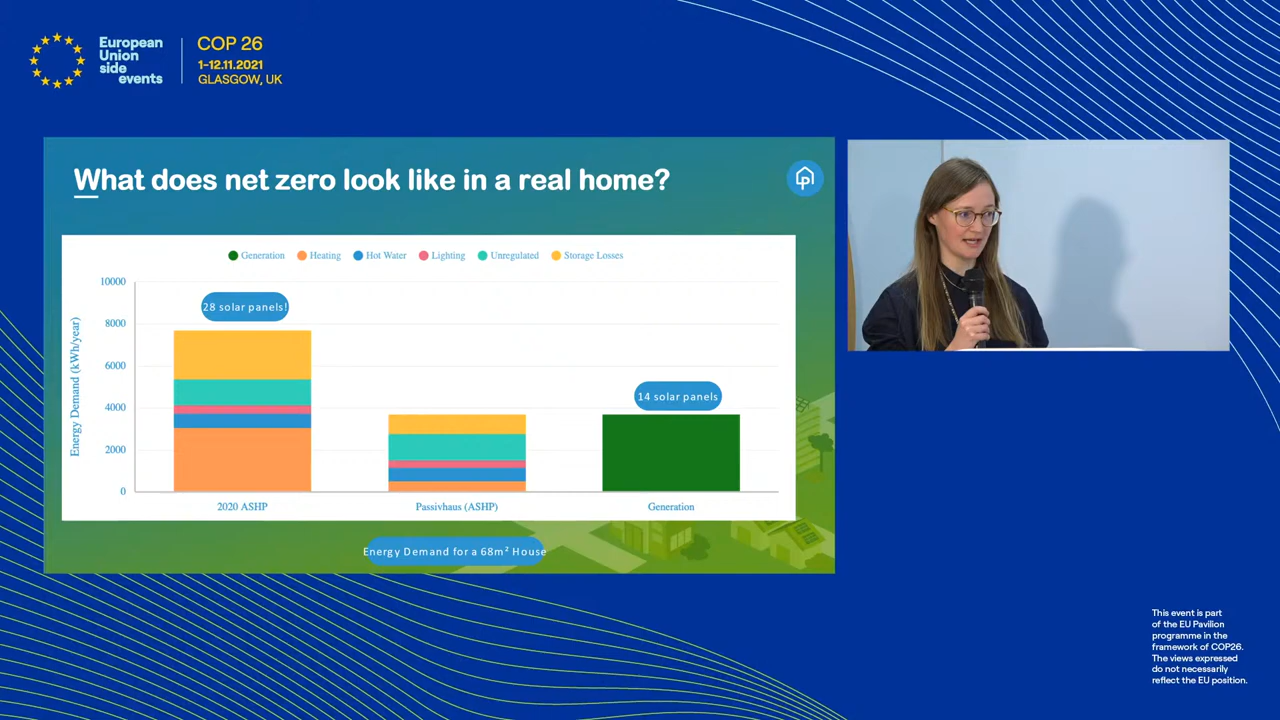 European
Union
side
events
COP 26
1-12.11.2021
GLASGOW, UK
What does net zero look like in a real home?
Generation
Heating
Hot Water
Lighting
Unregulated
Storage Losses
Energy Demand (kWh/year)
10000
8000
6000
4000
2000
0
28 solar panels!
14 solar panels
2020 ASHP
Passivhaus (ASHP)
Generation
Energy Demand for a 68m² House
This event is part
of the EU Pavilion
programme in the
framework of COP26.
The views expressed
do not necessarily
reflect the EU position.